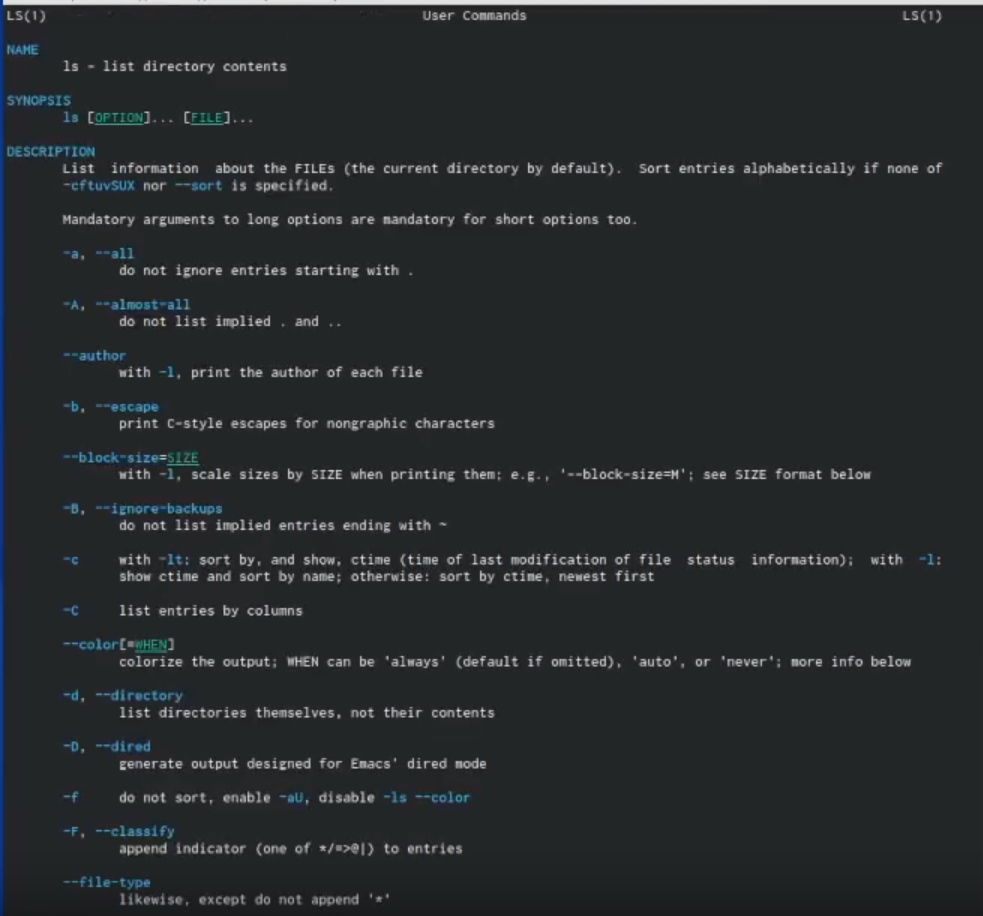 LS(1) User Commands LS(1)
NAME
ls - list directory contents
SYNOPSIS
ls [OPTION]... [FILE]...
DESCRIPTION
List information about the FILEs (the current directory by default). Sort entries alphabetically if none of
-cftuvSUX nor --sort is specified.
Mandatory arguments to long options are mandatory for short options too.
-a, --all
do not ignore entries starting with .
-A, --almost-all
do not list implied . and ..
--author
with -l, print the author of each file
-b, --escape
print C-style escapes for nongraphic characters
--block-size=SIZE
with -l, scale sizes by SIZE when printing them; e.g., '--block-size=M'; see SIZE format below
-B, --ignore-backups
do not list implied entries ending with ~
-c with -lt: sort by, and show, ctime (time of last modification of file status information); with -l:
show ctime and sort by name; otherwise: sort by ctime, newest first
-C list entries by columns
--color[=WHEN]
colorize the output; WHEN can be 'always' (default if omitted), 'auto', or 'never'; more info below
-d, --directory
list directories themselves, not their contents
-D, --dired
generate output designed for Emacs' dired mode
-f do not sort, enable -aU, disable -ls --color
-F, --classify
append indicator (one of */=>@|) to entries
--file-type
likewise, except do not append '*'